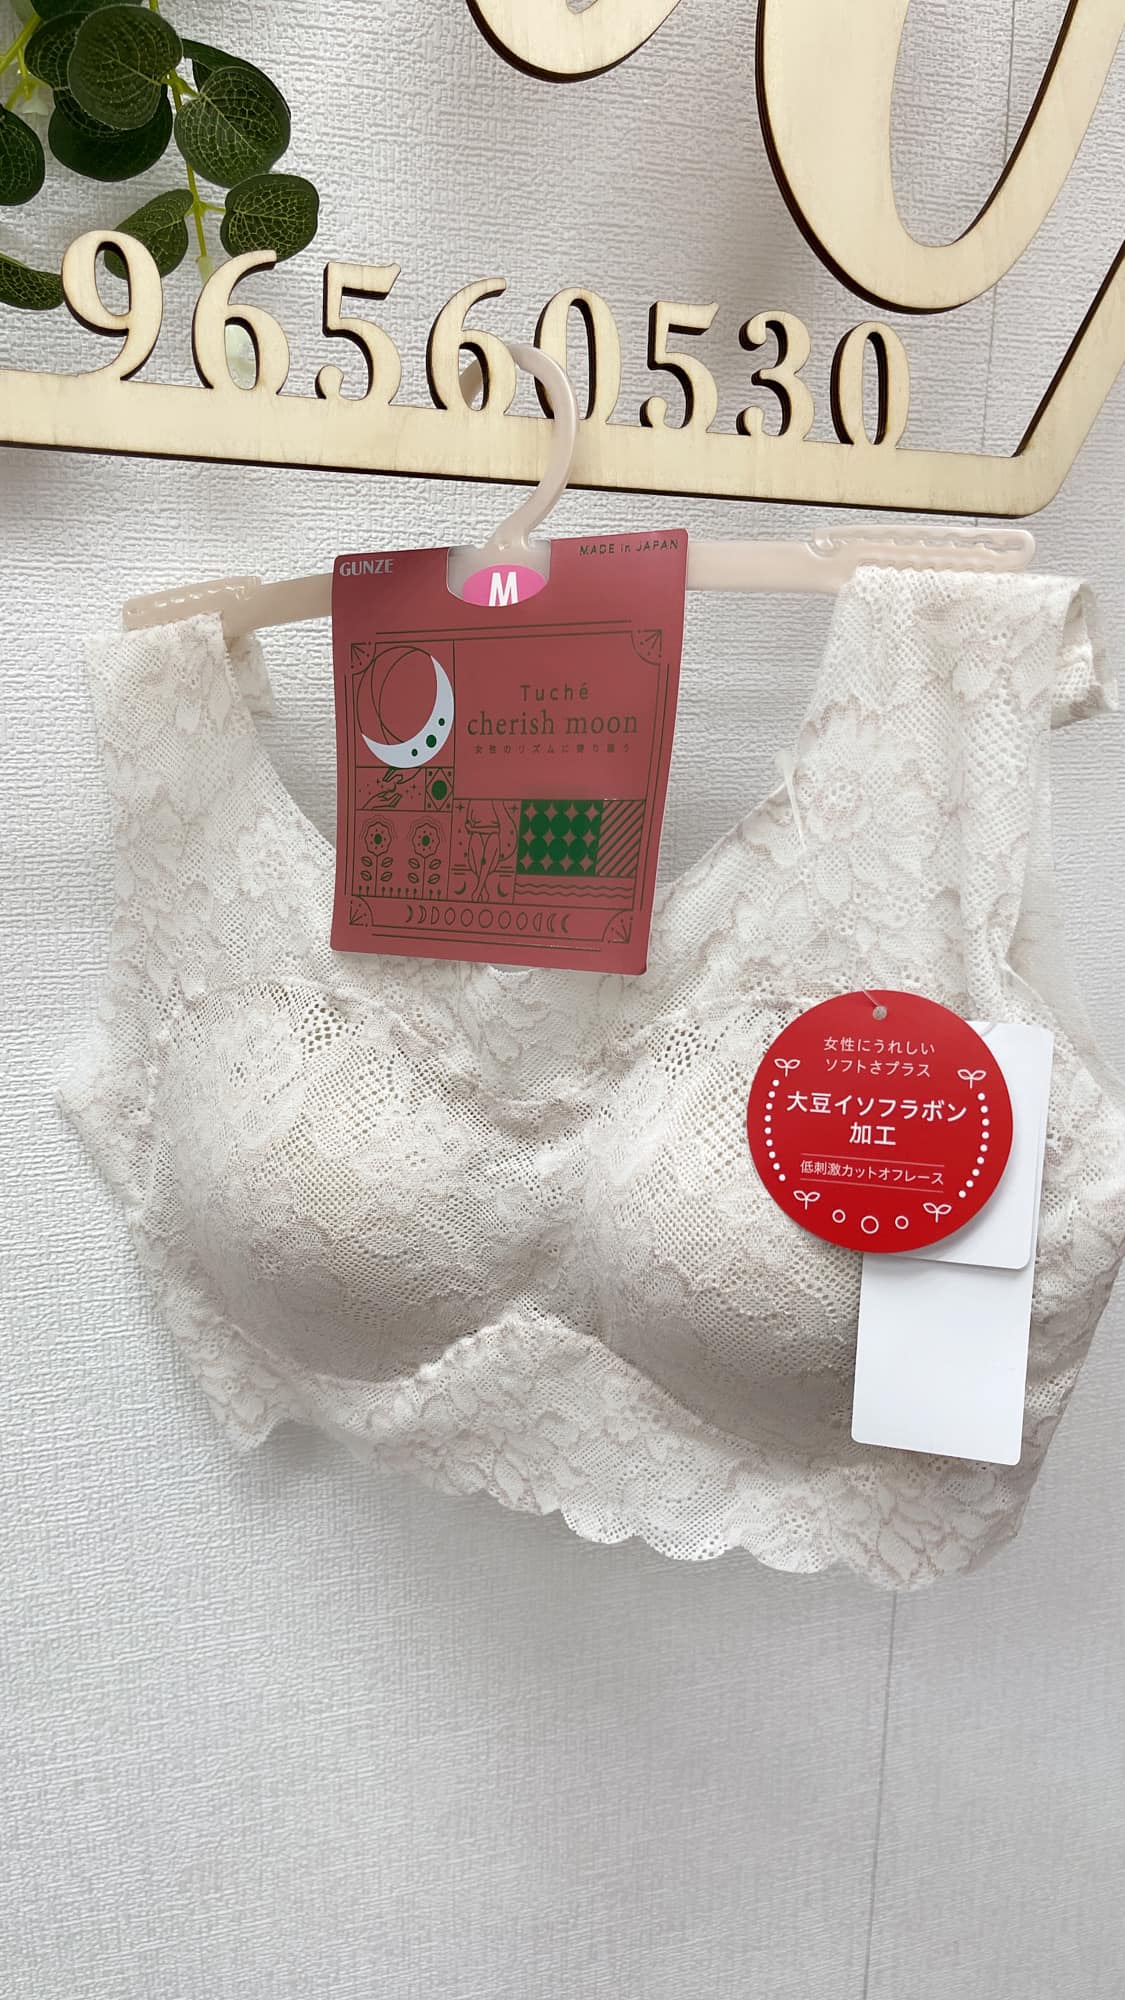 96560530
GUNZE
MADE in JAPAN
M
Tuché
cherish moon
女性のリズムに寄り添う
女性にうれしい
ソフトさプラス
大豆イソフラボン
加工
低刺激カットオフレース